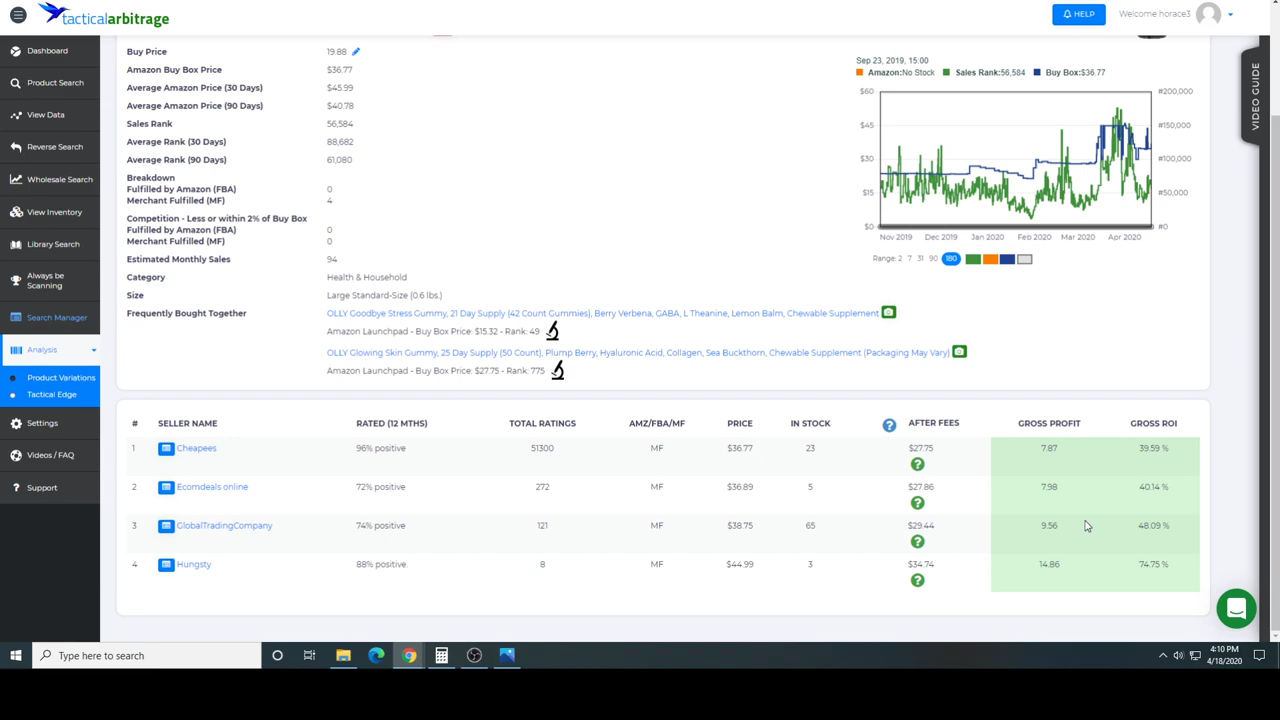 tacticalarbitrage
HELP
Welcome horace3
Dashboard
Product Search
View Data
Reverse Search
Wholesale Search
View Inventory
Library Search
Always be
Scanning
Search Manager
Analysis
Product Variations
Tactical Edge
Settings
Videos / FAQ
Support
Buy Price 19.88
Amazon Buy Box Price $36.77
Average Amazon Price (30 Days) $45.99
Average Amazon Price (90 Days) $40.78
Sales Rank 56,584
Average Rank (30 Days) 88,682
Average Rank (90 Days) 61,080
Breakdown
Fulfilled by Amazon (FBA) 0
Merchant Fulfilled (MF) 4
Competition - Less or within 2% of Buy Box
Fulfilled by Amazon (FBA) 0
Merchant Fulfilled (MF) 0
Estimated Monthly Sales 94
Category Health & Household
Size Large Standard-Size (0.6 lbs.)
Frequently Bought Together OLLY Goodbye Stress Gummy, 21 Day Supply (42 Count Gummies), Berry Verbena, GABA, L Theanine, Lemon Balm, Chewable Supplement
Amazon Launchpad - Buy Box Price: $15.32 - Rank: 49
OLLY Glowing Skin Gummy, 25 Day Supply (50 Count), Plump Berry, Hyaluronic Acid, Collagen, Sea Buckthorn, Chewable Supplement (Packaging May Vary)
Amazon Launchpad - Buy Box Price: $27.75 - Rank: 775
Sep 23, 2019, 15:00
Amazon:No Stock Sales Rank:56,584 Buy Box:$36.77
$60 #200,000
$45 #150,000
$30 #100,000
$15 #50,000
$0 #0
Nov 2019 Dec 2019 Jan 2020 Feb 2020 Mar 2020 Apr 2020
Range: 2 7 31 90 180
VIDEO GUIDE
# SELLER NAME RATED (12 MTHS) TOTAL RATINGS AMZ/FBA/MF PRICE IN STOCK ? AFTER FEES GROSS PROFIT GROSS ROI
1 Cheapees 96% positive 51300 MF $36.77 23 $27.75 7.87 39.59 %
?
2 Ecomdeals online 72% positive 272 MF $36.89 5 $27.86 7.98 40.14 %
?
3 GlobalTradingCompany 74% positive 121 MF $38.75 65 $29.44 9.56 48.09 %
?
4 Hungsty 88% positive. 8 MF $44.99 3 $34.74 14.86 74.75 %
?
Type here to search
4:10 PM
4/18/2020